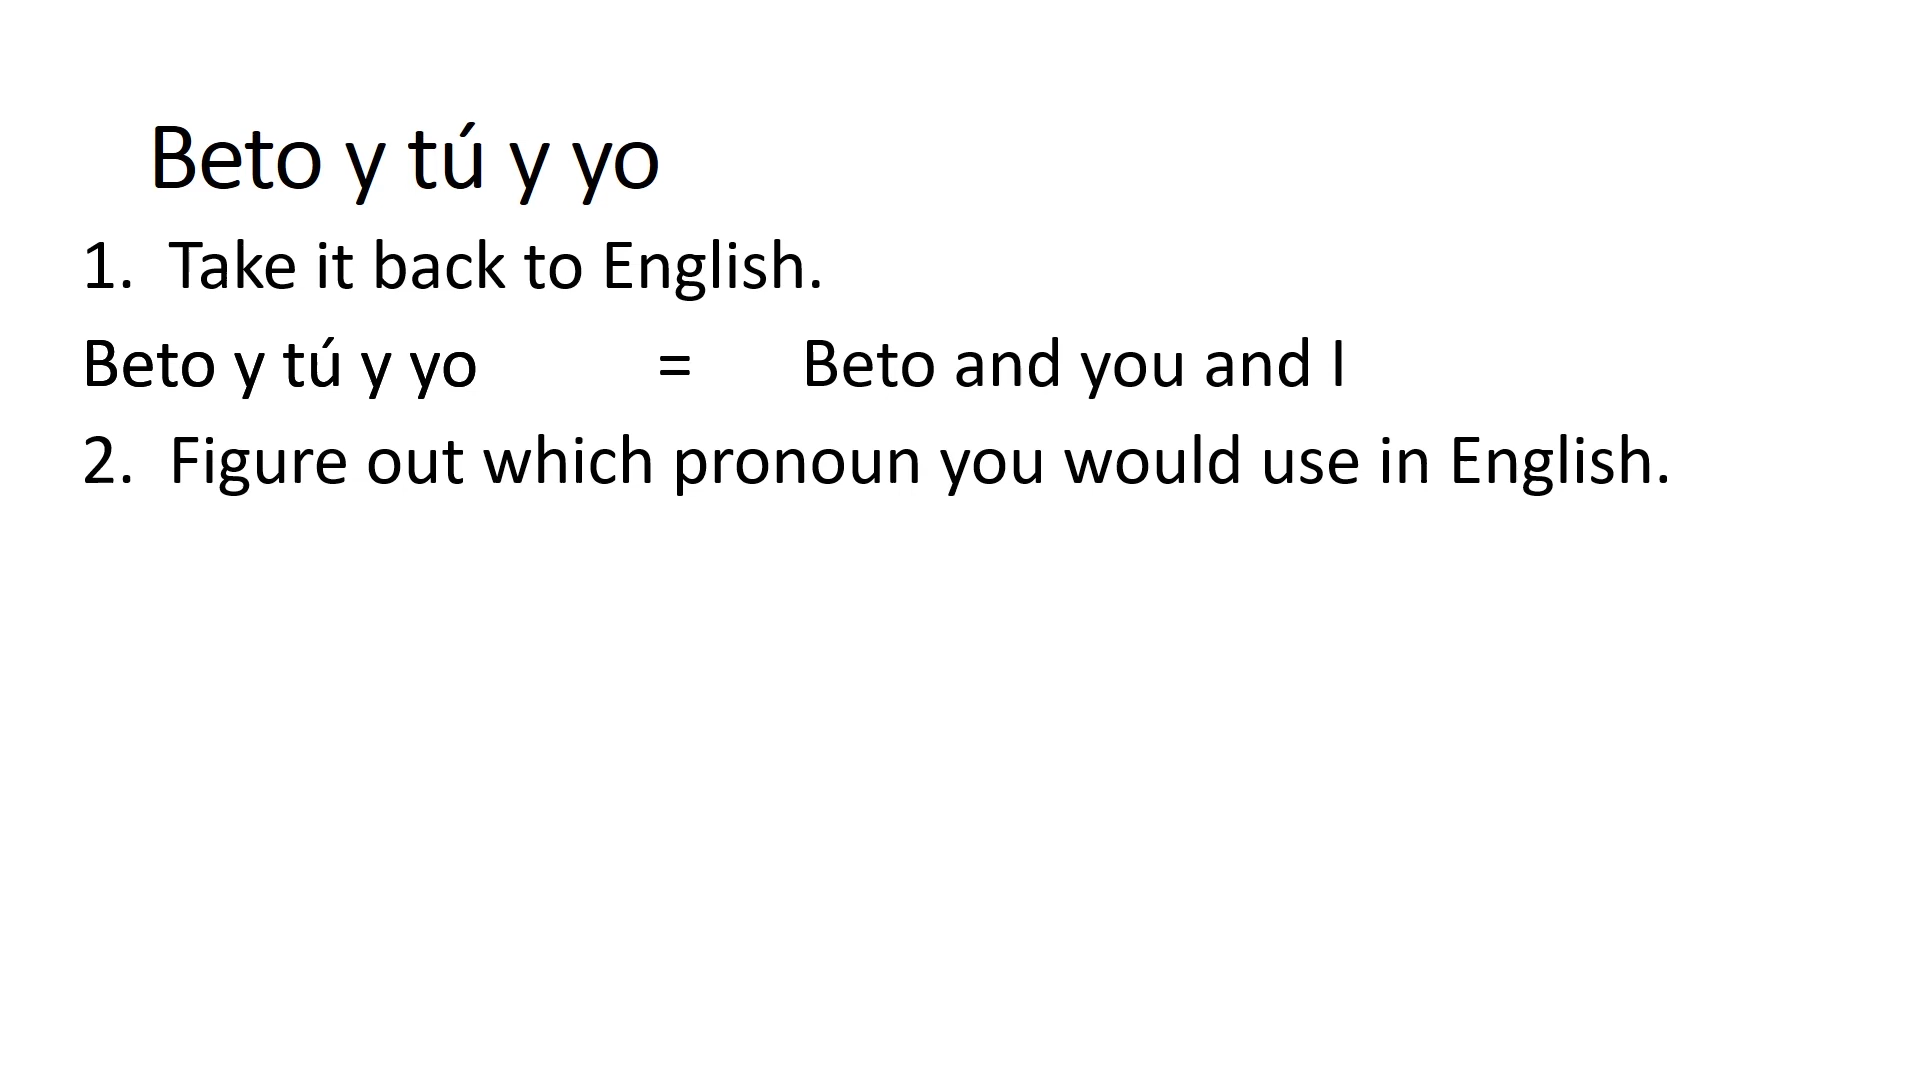 Beto y tú y yo
1. Take it back to English.
Beto y tú y yo = Beto and you and I
2. Figure out which pronoun you would use in English.